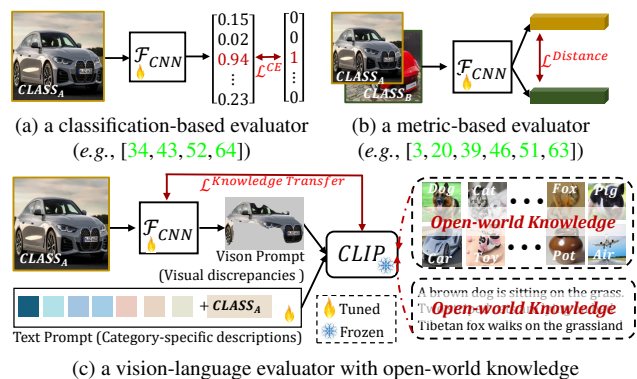 CLASS_A
F_CNN
0.15
0.02
0.94
⋮
0.23
L^CE
0
0
1
⋮
0
CLASS_A
CLASS_B
F_CNN
L^Distance
(a) a classification-based evaluator
(e.g., [34, 43, 52, 64])
(b) a metric-based evaluator
(e.g., [3, 20, 39, 46, 51, 63])
L^Knowledge Transfer
CLASS_A
F_CNN
Vison Prompt
(Visual discrepancies )
CLIP
Dog Cat Fox Pig
Open-world Knowledge
Car Toy Pot Air
+ CLASS_A
Text Prompt (Category-specific descriptions)
Tuned
Frozen
A brown dog is sitting on the grass.
Open-world Knowledge
Tibetan fox walks on the grassland
(c) a vision-language evaluator with open-world knowledge